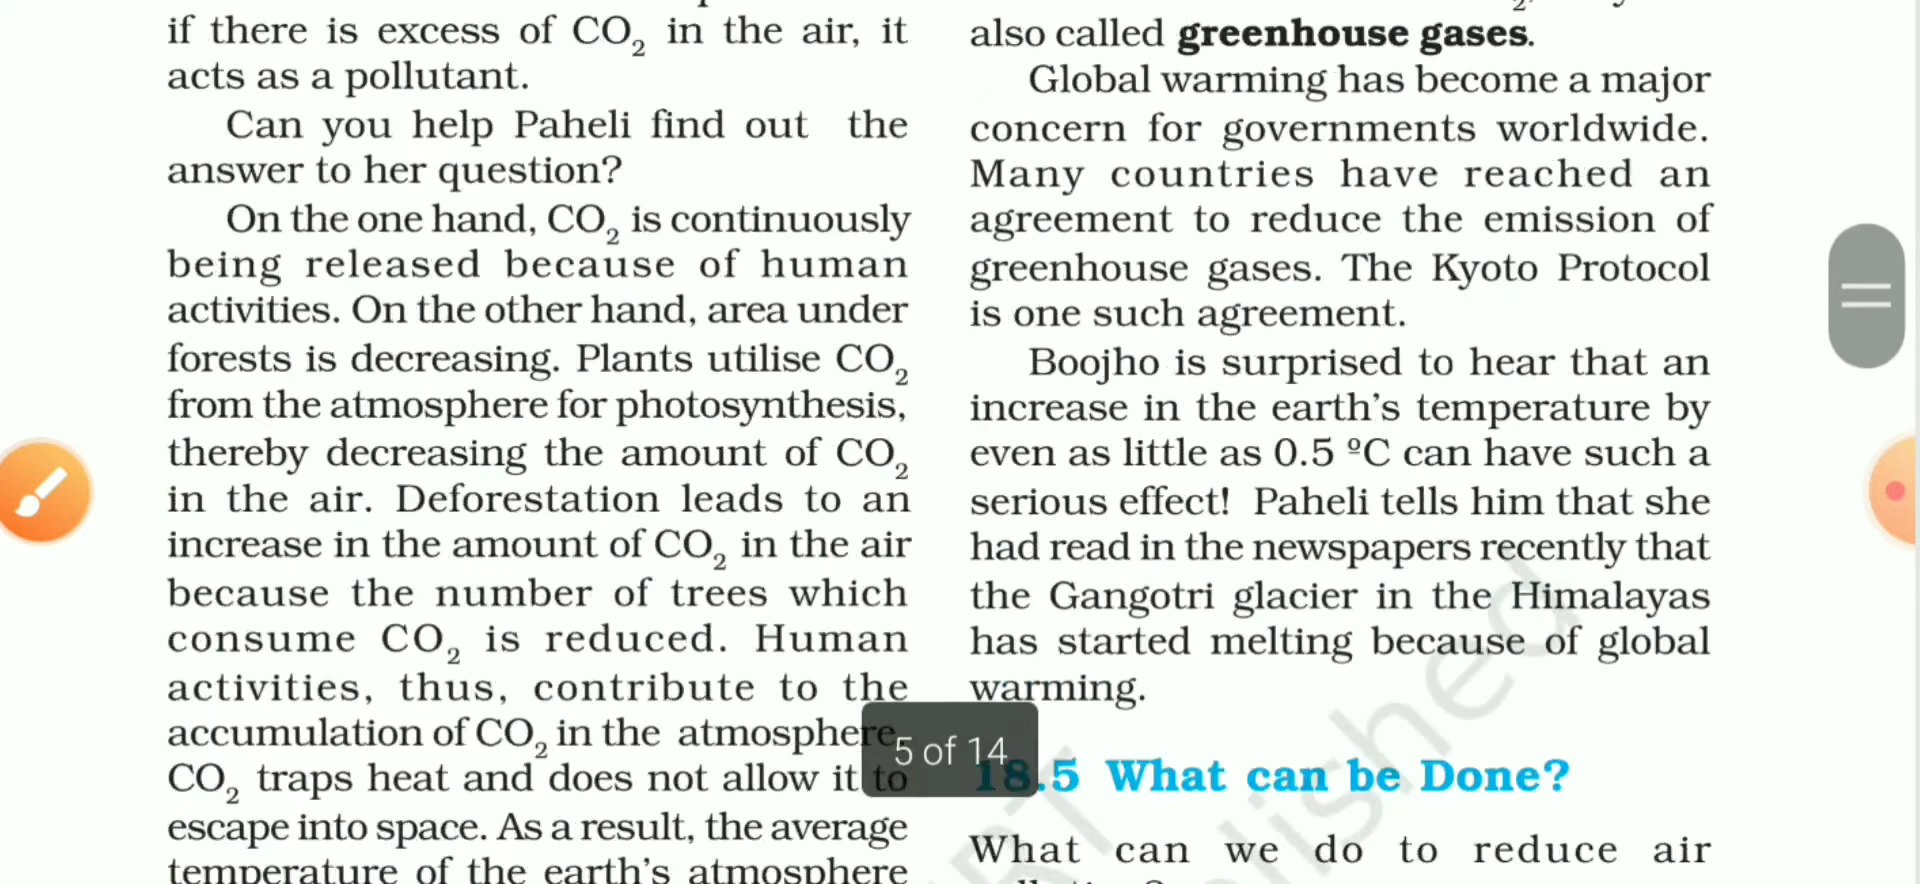 if there is excess of CO₂ in the air, it
acts as a pollutant.
Can you help Paheli find out the
answer to her question?
On the one hand, CO₂ is continuously
being released because of human
activities. On the other hand, area under
forests is decreasing. Plants utilise CO₂
from the atmosphere for photosynthesis,
thereby decreasing the amount of CO₂
in the air. Deforestation leads to an
increase in the amount of CO₂ in the air
because the number of trees which
consume CO₂ is reduced. Human
activities, thus, contribute to the
accumulation of CO₂ in the atmosphere.
CO₂ traps heat and does not allow it to
escape into space. As a result, the average
temperature of the earth's atmosphere
also called greenhouse gases.
Global warming has become a major
concern for governments worldwide.
Many countries have reached an
agreement to reduce the emission of
greenhouse gases. The Kyoto Protocol
is one such agreement.
Boojho is surprised to hear that an
increase in the earth's temperature by
even as little as 0.5 ºC can have such a
serious effect! Paheli tells him that she
had read in the newspapers recently that
the Gangotri glacier in the Himalayas
has started melting because of global
warming.
18.5 What can be Done?
What can we do to reduce air
5 of 14